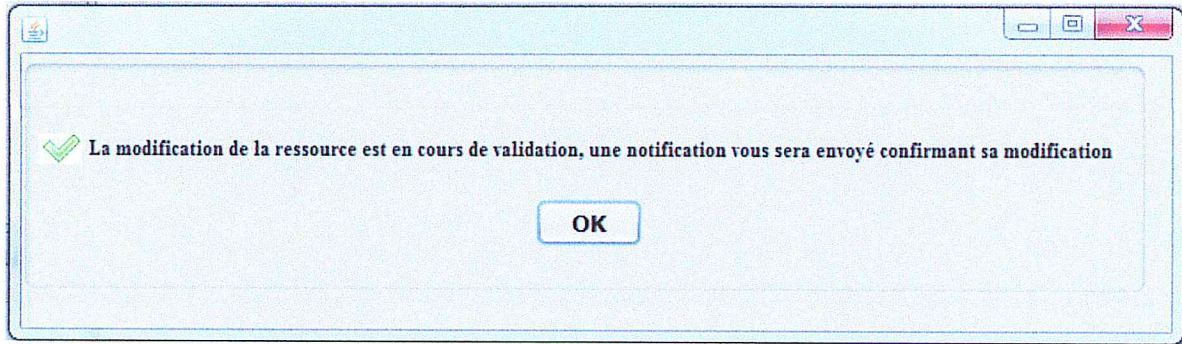 La modification de la ressource est en cours de validation, une notification vous sera envoyé confirmant sa modification
OK